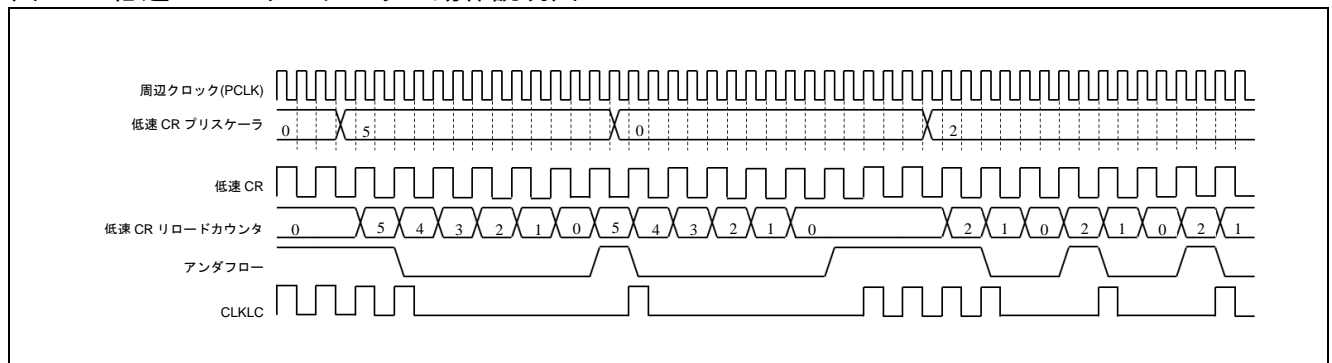 周辺クロック(PCLK)
低速 CR プリスケーラ 0 5 0 2
低速 CR
低速 CR リロードカウンタ 0 5 4 3 2 1 0 5 4 3 2 1 0 2 1 0 2 1 0 2 1
アンダフロー
CLKLC